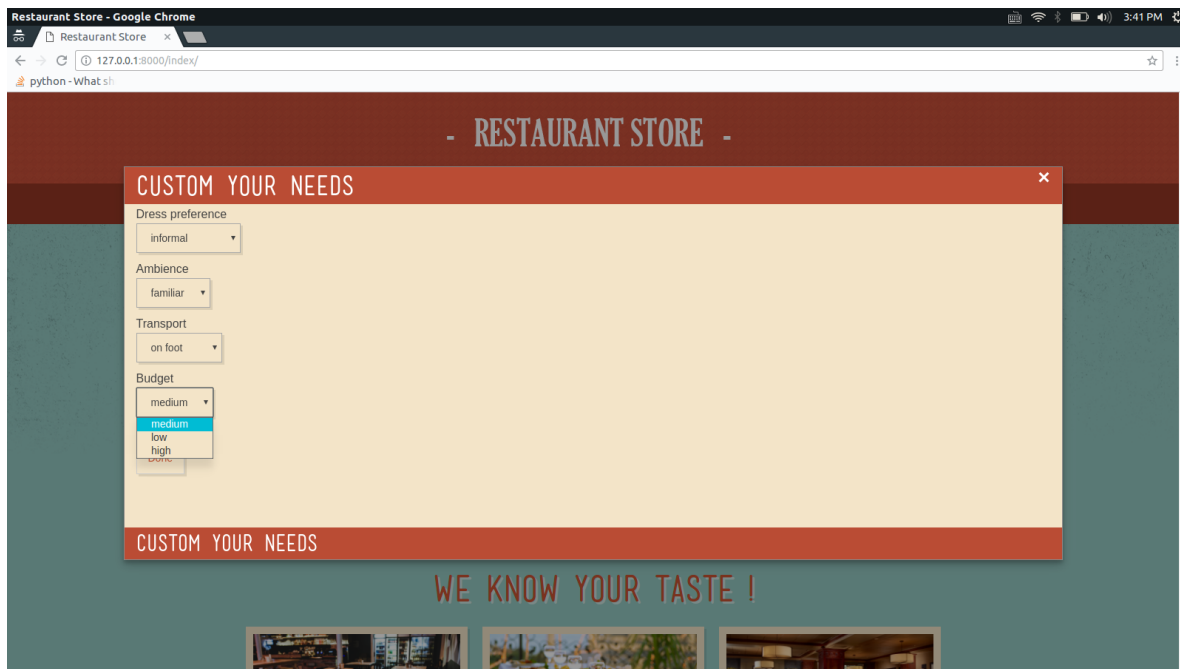 Restaurant Store - Google Chrome
3:41 PM
Restaurant Store ×
127.0.0.1:8000/index/
python - What sh
- RESTAURANT STORE -
CUSTOM YOUR NEEDS ×
Dress preference
informal
Ambience
familiar
Transport
on foot
Budget
medium
medium
low
high
Done
CUSTOM YOUR NEEDS
WE KNOW YOUR TASTE !